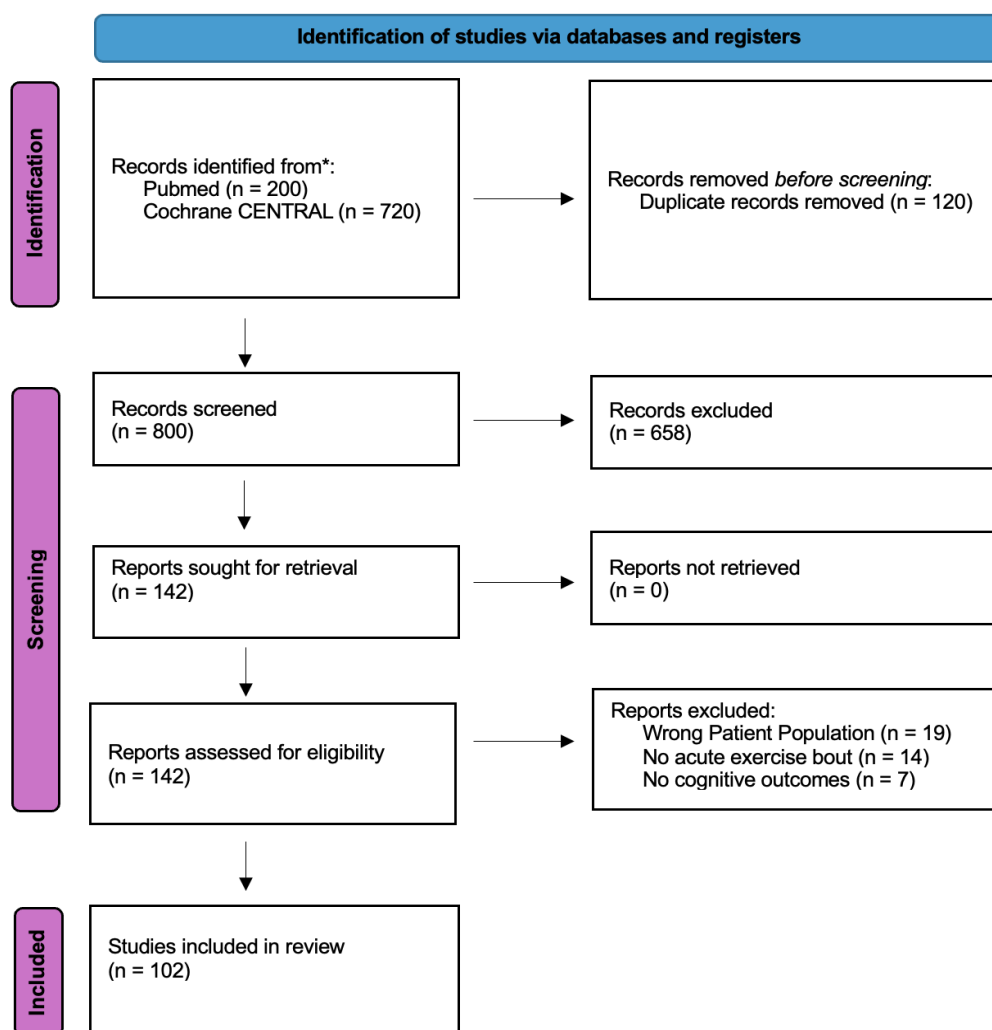 Identification of studies via databases and registers
Identification
Records identified from*:
Pubmed (n = 200)
Cochrane CENTRAL (n = 720)
Records removed before screening:
Duplicate records removed (n = 120)
Screening
Records screened
(n = 800)
Records excluded
(n = 658)
Reports sought for retrieval
(n = 142)
Reports not retrieved
(n = 0)
Reports assessed for eligibility
(n = 142)
Reports excluded:
Wrong Patient Population (n = 19)
No acute exercise bout (n = 14)
No cognitive outcomes (n = 7)
Included
Studies included in review
(n = 102)